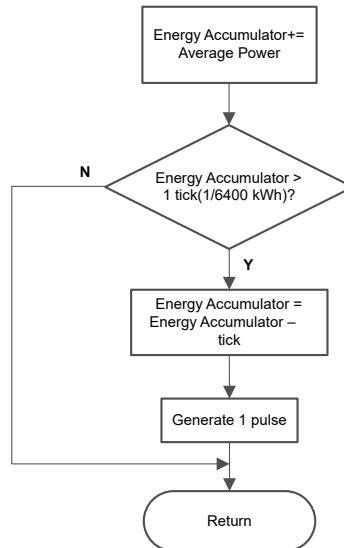 Energy Accumulator+=
Average Power
N
Energy Accumulator >
1 tick(1/6400 kWh)?
Y
Energy Accumulator =
Energy Accumulator –
tick
Generate 1 pulse
Return